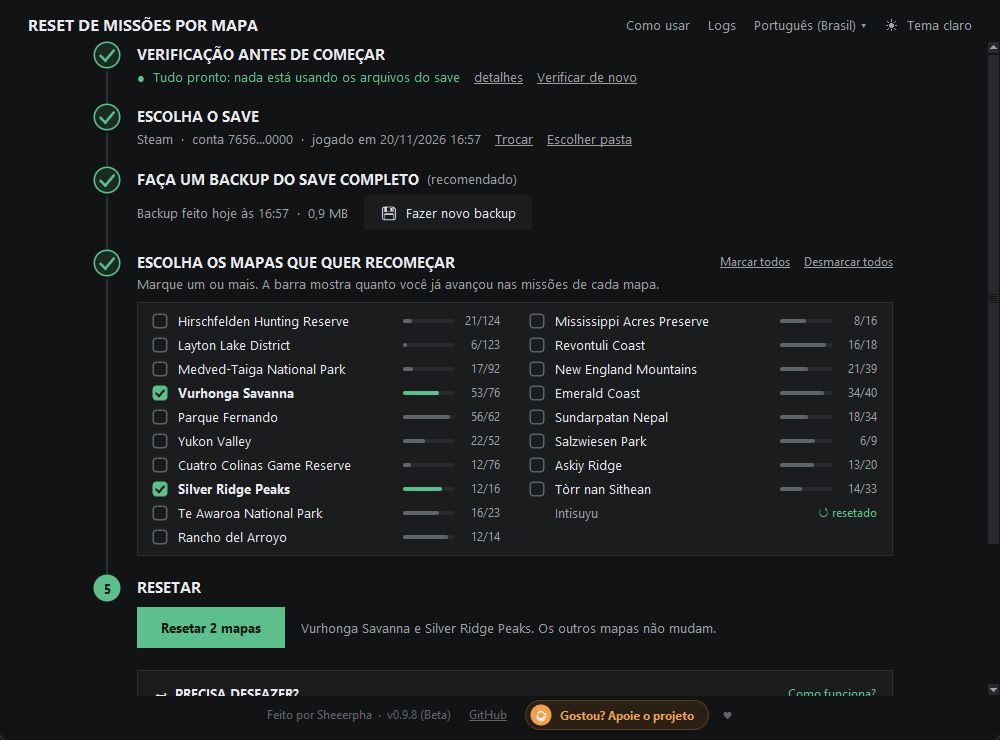 RESET DE MISSÕES POR MAPA
Como usar
Logs
Português (Brasil)
Tema claro
VERIFICAÇÃO ANTES DE COMEÇAR
Tudo pronto: nada está usando os arquivos do save detalhes Verificar de novo
ESCOLHA O SAVE
Steam · conta 7656...0000 · jogado em 20/11/2026 16:57 Trocar Escolher pasta
FAÇA UM BACKUP DO SAVE COMPLETO (recomendado)
Backup feito hoje às 16:57 · 0,9 MB Fazer novo backup
ESCOLHA OS MAPAS QUE QUER RECOMEÇAR Marcar todos Desmarcar todos
Marque um ou mais. A barra mostra quanto você já avançou nas missões de cada mapa.
Hirschfelden Hunting Reserve 21/124
Layton Lake District 6/123
Medved-Taiga National Park 17/92
Vurhonga Savanna 53/76
Parque Fernando 56/62
Yukon Valley 22/52
Cuatro Colinas Game Reserve 12/76
Silver Ridge Peaks 12/16
Te Awaroa National Park 16/23
Rancho del Arroyo 12/14
Mississippi Acres Preserve 8/16
Revontuli Coast 16/18
New England Mountains 21/39
Emerald Coast 34/40
Sundarpatan Nepal 18/34
Salzwiesen Park 6/9
Askiy Ridge 13/20
Tòrr nan Sithean 14/33
Intisuyu resetado
5 RESETAR
Resetar 2 mapas Vurhonga Savanna e Silver Ridge Peaks. Os outros mapas não mudam.
PRECISA DESFAZER? Como funciona?
Feito por Sheeerpha · v0.9.8 (Beta) GitHub Gostou? Apoie o projeto